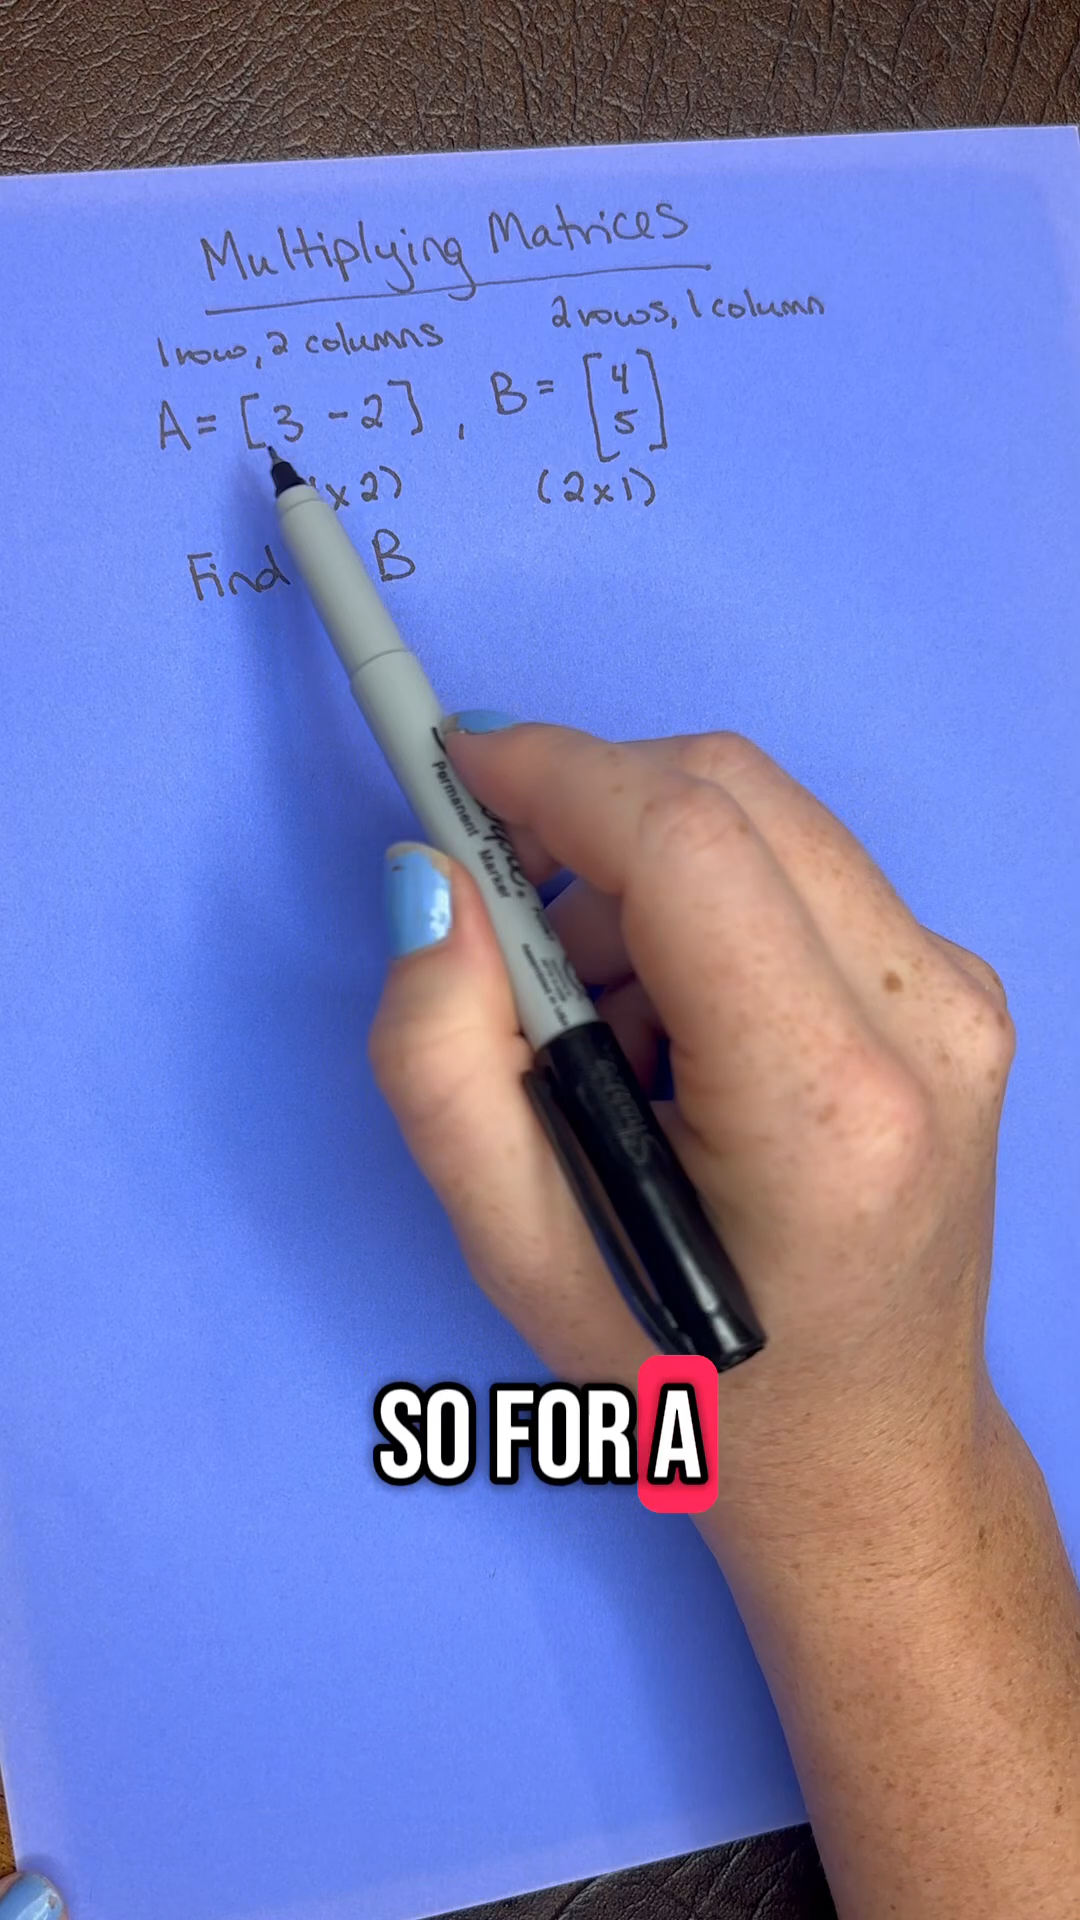 Multiplying Matrices
1 row, 2 columns
2 rows, 1 column
A = [3 -2] , B = [4
5]
x 2) (2x1)
Find B
Permanent Marker
SO FOR A